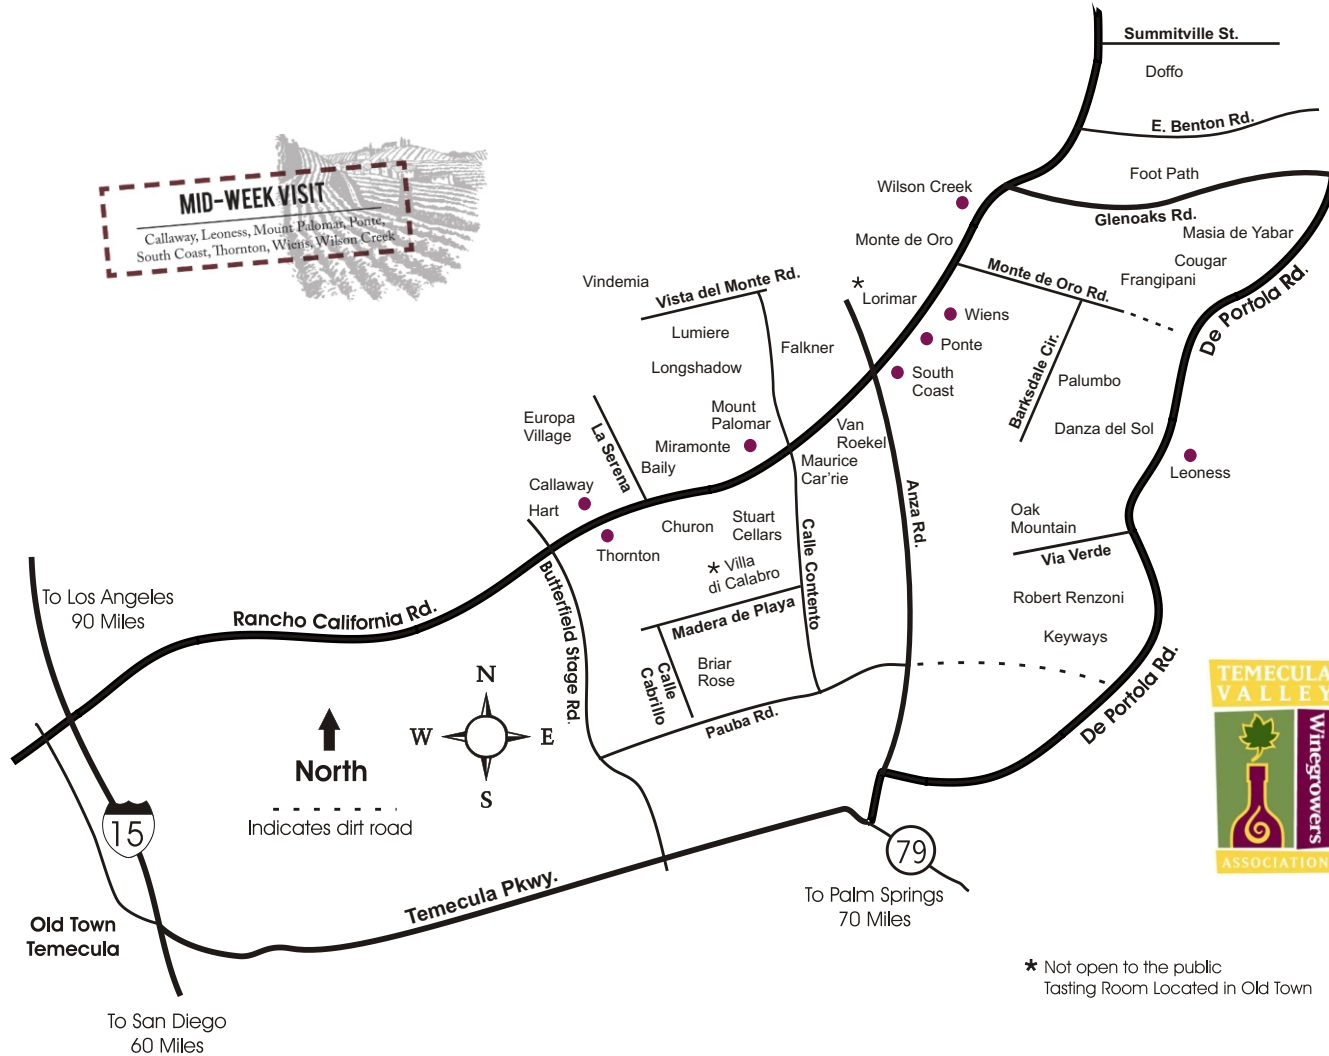 Summitville St.
Doffo
E. Benton Rd.
Foot Path
Wilson Creek
Glenoaks Rd.
Masia de Yabar
MID-WEEK VISIT
Callaway, Leoness, Mount Palomar, Ponte,
South Coast, Thornton, Wiens, Wilson Creek
Monte de Oro
Cougar
Monte de Oro Rd.
Frangipani
Vindemia
Vista del Monte Rd.
*
Lorimar
De Portola Rd.
Wiens
Lumiere
Falkner
Ponte
Longshadow
South
Coast
Barksdale Cir.
Palumbo
Europa
Village
La Serena
Mount
Palomar
Miramonte
Van
Roekel
Danza del Sol
Baily
Maurice
Car'rie
Leoness
Callaway
Hart
Anza Rd.
Oak
Mountain
Churon
Stuart
Cellars
Calle Contento
Thornton
Via Verde
* Villa
di Calabro
Butterfield Stage Rd.
To Los Angeles
90 Miles
Rancho California Rd.
Madera de Playa
Robert Renzoni
Keyways
Calle
Cabrillo
Briar
Rose
De Portola Rd.
TEMECULA
VALLEY
Winegrowers
ASSOCIATION
Pauba Rd.
N
W
E
S
North
Indicates dirt road
15
79
Temecula Pkwy.
To Palm Springs
70 Miles
Old Town
Temecula
* Not open to the public
Tasting Room Located in Old Town
To San Diego
60 Miles